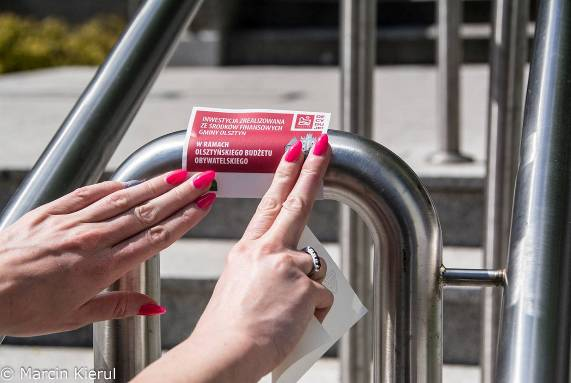 INWESTYCJA ZREALIZOWANA
ZE ŚRODKÓW FINANSOWYCH
GMINY OLSZTYN
W RAMACH
OLSZTYŃSKIEGO BUDŻETU
OBYWATELSKIEGO
© Marcin Kierul